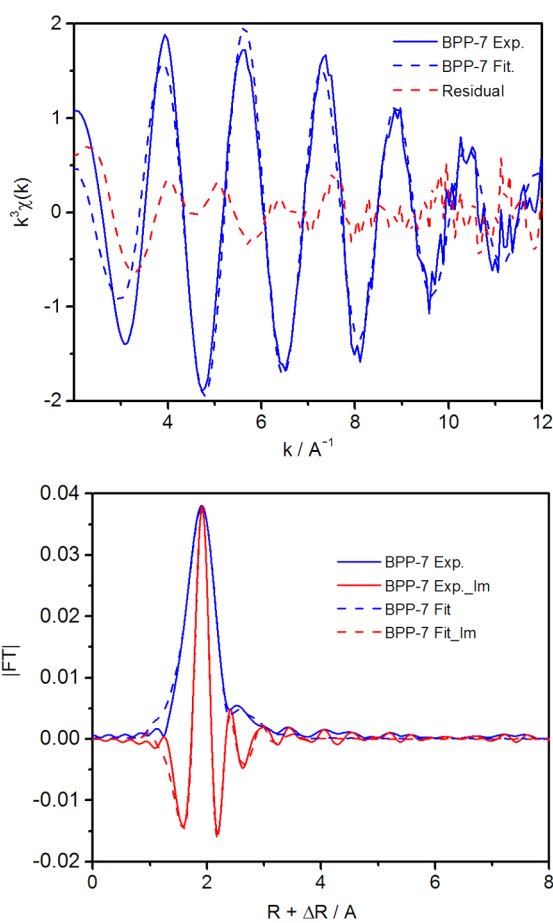 2
1
0
-1
-2
k³χ(k)
BPP-7 Exp.
BPP-7 Fit.
Residual
4 6 8 10 12
k / A⁻¹
0.04
0.03
0.02
0.01
0.00
-0.01
-0.02
|FT|
BPP-7 Exp.
BPP-7 Exp._Im
BPP-7 Fit
BPP-7 Fit_Im
0 2 4 6 8
R + ΔR / A